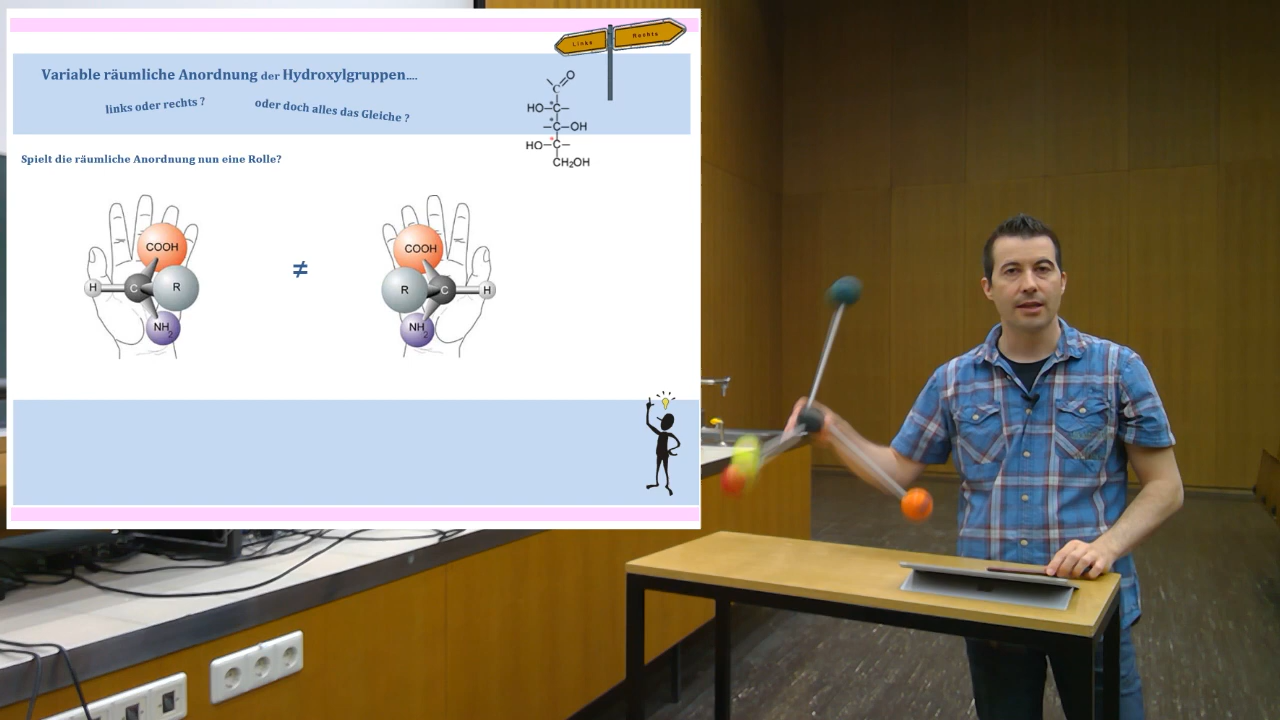 Links
Rechts
Variable räumliche Anordnung der Hydroxylgruppen....
links oder rechts ?
oder doch alles das Gleiche ?
O
C
HO-C-
-C-OH
HO-C-
CH₂OH
Spielt die räumliche Anordnung nun eine Rolle?
COOH
H
C
R
NH₂
≠
COOH
R
C
H
NH₂